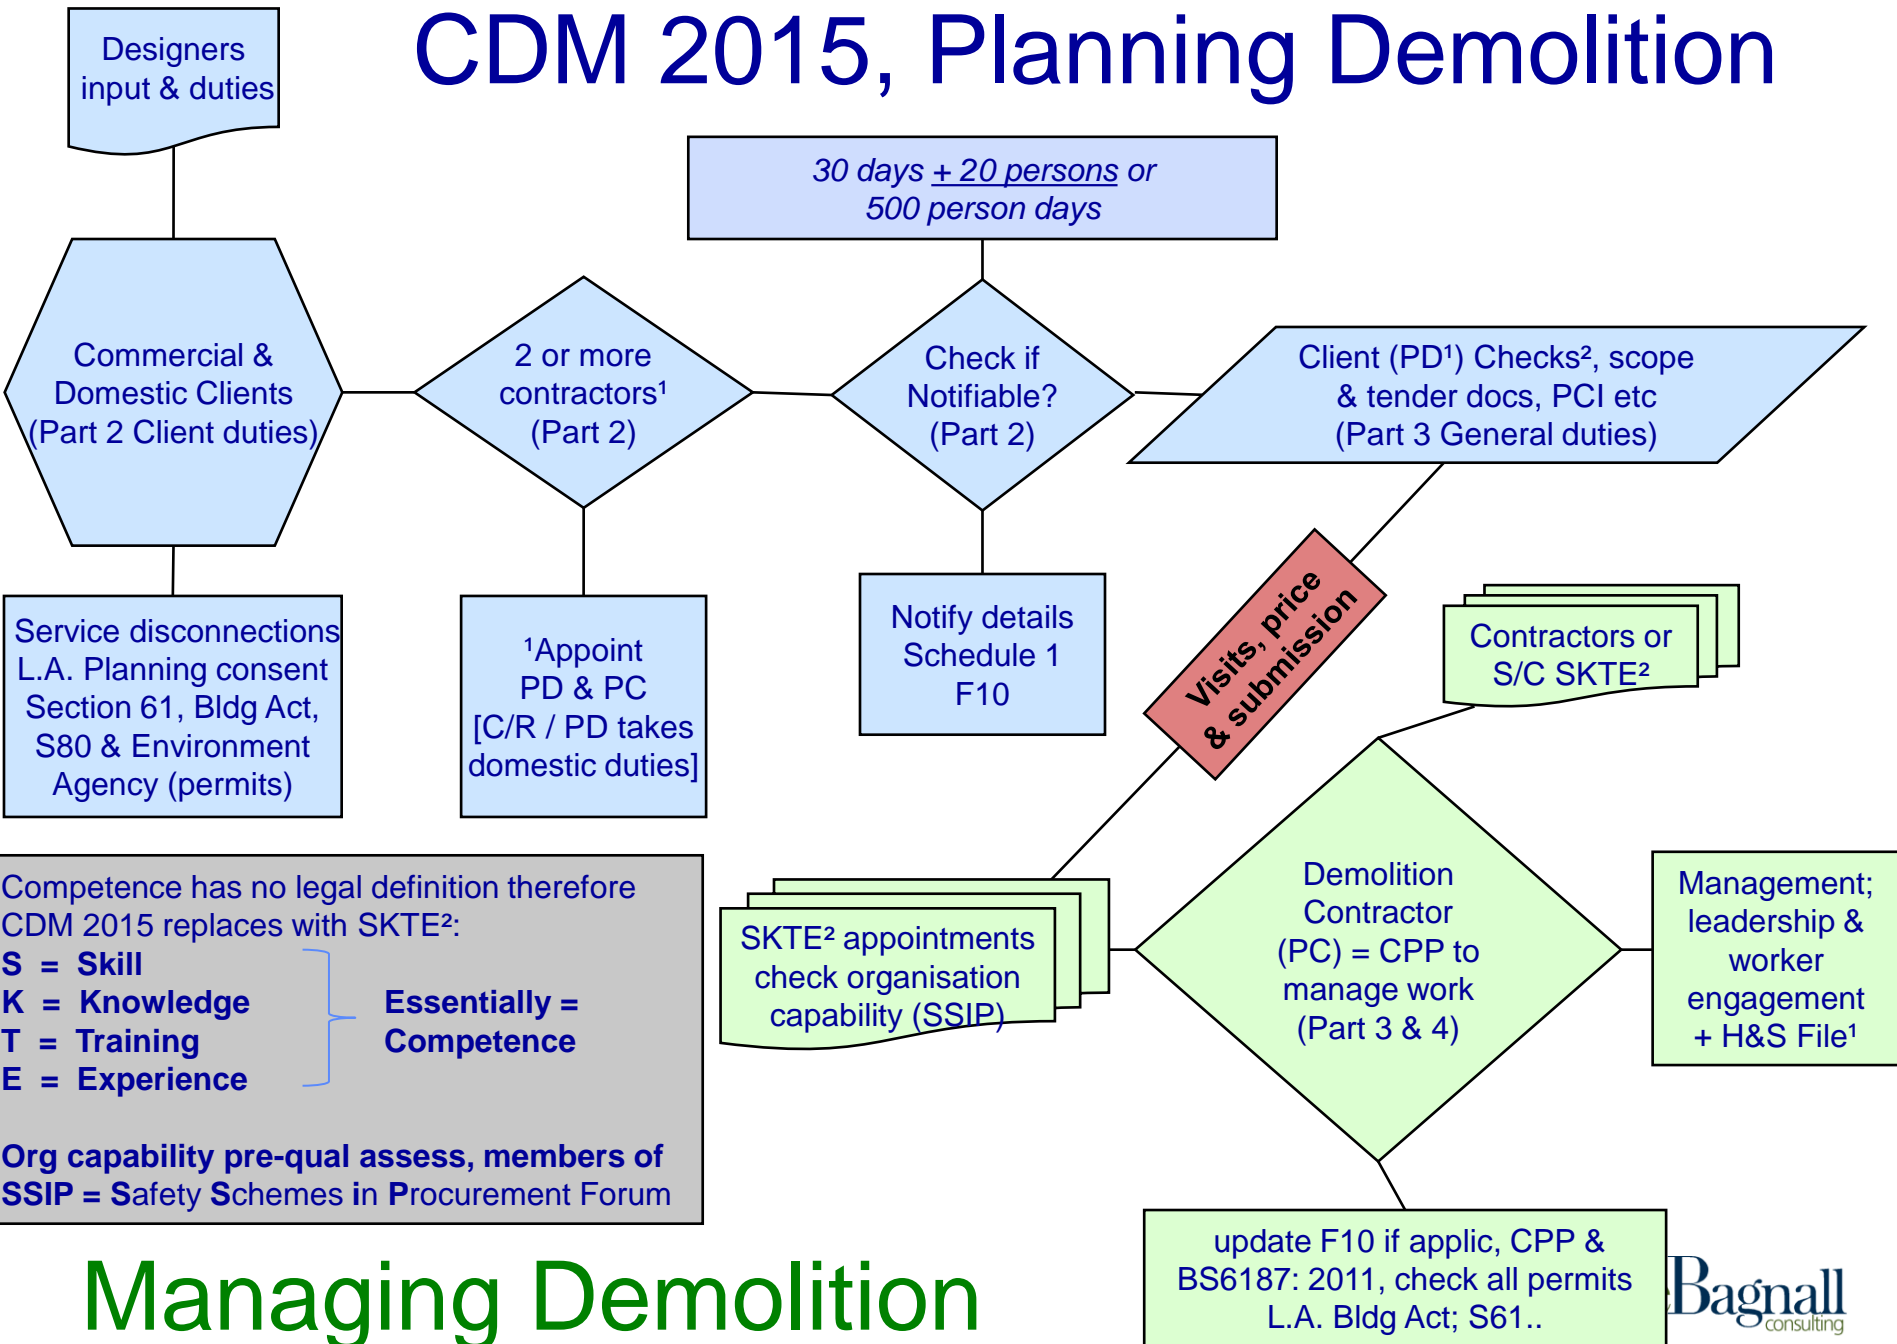 CDM 2015, Planning Demolition
Designers
input & duties
30 days + 20 persons or
500 person days
Commercial &
Domestic Clients
(Part 2 Client duties)
2 or more
contractors¹
(Part 2)
Check if
Notifiable?
(Part 2)
Client (PD¹) Checks², scope
& tender docs, PCI etc
(Part 3 General duties)
Service disconnections
L.A. Planning consent
Section 61, Bldg Act,
S80 & Environment
Agency (permits)
¹Appoint
PD & PC
[C/R / PD takes
domestic duties]
Notify details
Schedule 1
F10
Visits, price
& submission
Contractors or
S/C SKTE²
Competence has no legal definition therefore
CDM 2015 replaces with SKTE²:
S = Skill
K = Knowledge
T = Training
E = Experience
Essentially =
Competence
Org capability pre-qual assess, members of
SSIP = Safety Schemes in Procurement Forum
SKTE² appointments
check organisation
capability (SSIP)
Demolition
Contractor
(PC) = CPP to
manage work
(Part 3 & 4)
Management;
leadership &
worker
engagement
+ H&S File¹
update F10 if applic, CPP &
BS6187: 2011, check all permits
L.A. Bldg Act; S61..
Managing Demolition
Bagnall
consulting